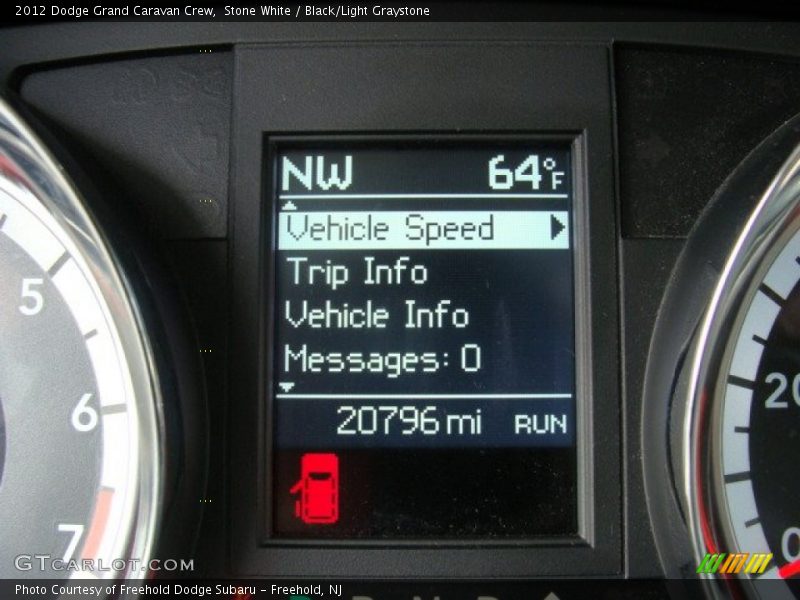 2012 Dodge Grand Caravan Crew,  Stone White / Black/Light Graystone
NW 64°F
Vehicle Speed
Trip Info
Vehicle Info
Messages: 0
20796 mi RUN
5
6
7
20
0
GTCARLOT.COM
Photo Courtesy of Freehold Dodge Subaru - Freehold, NJ